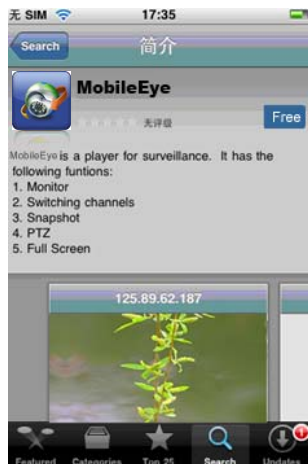 无 SIM 17:35
Search 简介
MobileEye
无评级
Free
MobileEye is a player for surveillance. It has the
following funtions:
1. Monitor
2. Switching channels
3. Snapshot
4. PTZ
5. Full Screen
125.89.62.187
Featured Categories Top 25 Search Updates
1